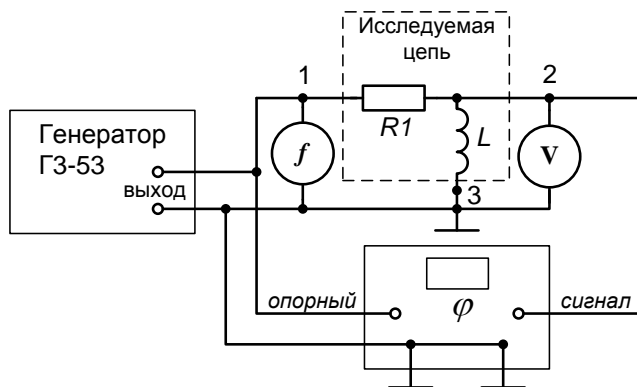 Исследуемая
цепь
1
2
R1
L
Генератор
Г3-53
выход
f
V
3
опорный
φ
сигнал